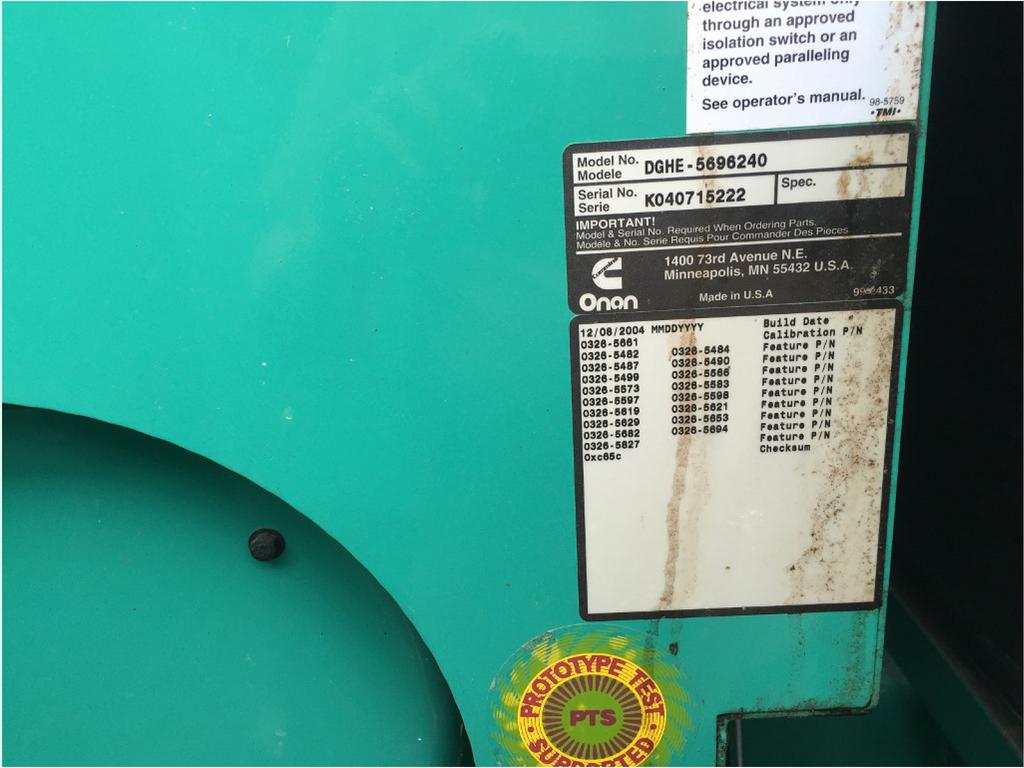 electrical system only
through an approved
isolation switch or an
approved paralleling
device.
See operator's manual.
98-5759
•TMI•
Model No. DGHE-5696240
Modele
Serial No. K040715222 Spec.
Serie
IMPORTANT!
Model & Serial No. Required When Ordering Parts.
Modele & No. Serie Requis Pour Commander Des Pieces
1400 73rd Avenue N.E.
Minneapolis, MN 55432 U.S.A.
Onan
Made in U.S.A
12/08/2004 MMDDYYYY Build Date
0326-5661 Calibration P/N
0326-5482 0326-5484 Feature P/N
0326-5487 0326-5490 Feature P/N
0326-5499 0326-5566 Feature P/N
0326-5573 0326-5583 Feature P/N
0326-5597 0326-5598 Feature P/N
0326-5619 0326-5621 Feature P/N
0326-5629 0326-5653 Feature P/N
0326-5682 0326-5694 Feature P/N
0326-5827 Feature P/N
0xc65c Checksum
PROTOTYPE TEST
PTS
SUPPORTED